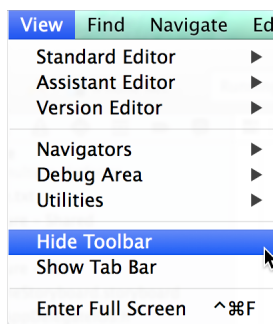 View Find Navigate Ed
Standard Editor
Assistant Editor
Version Editor
Navigators
Debug Area
Utilities
Hide Toolbar
Show Tab Bar
Enter Full Screen ^⌘F